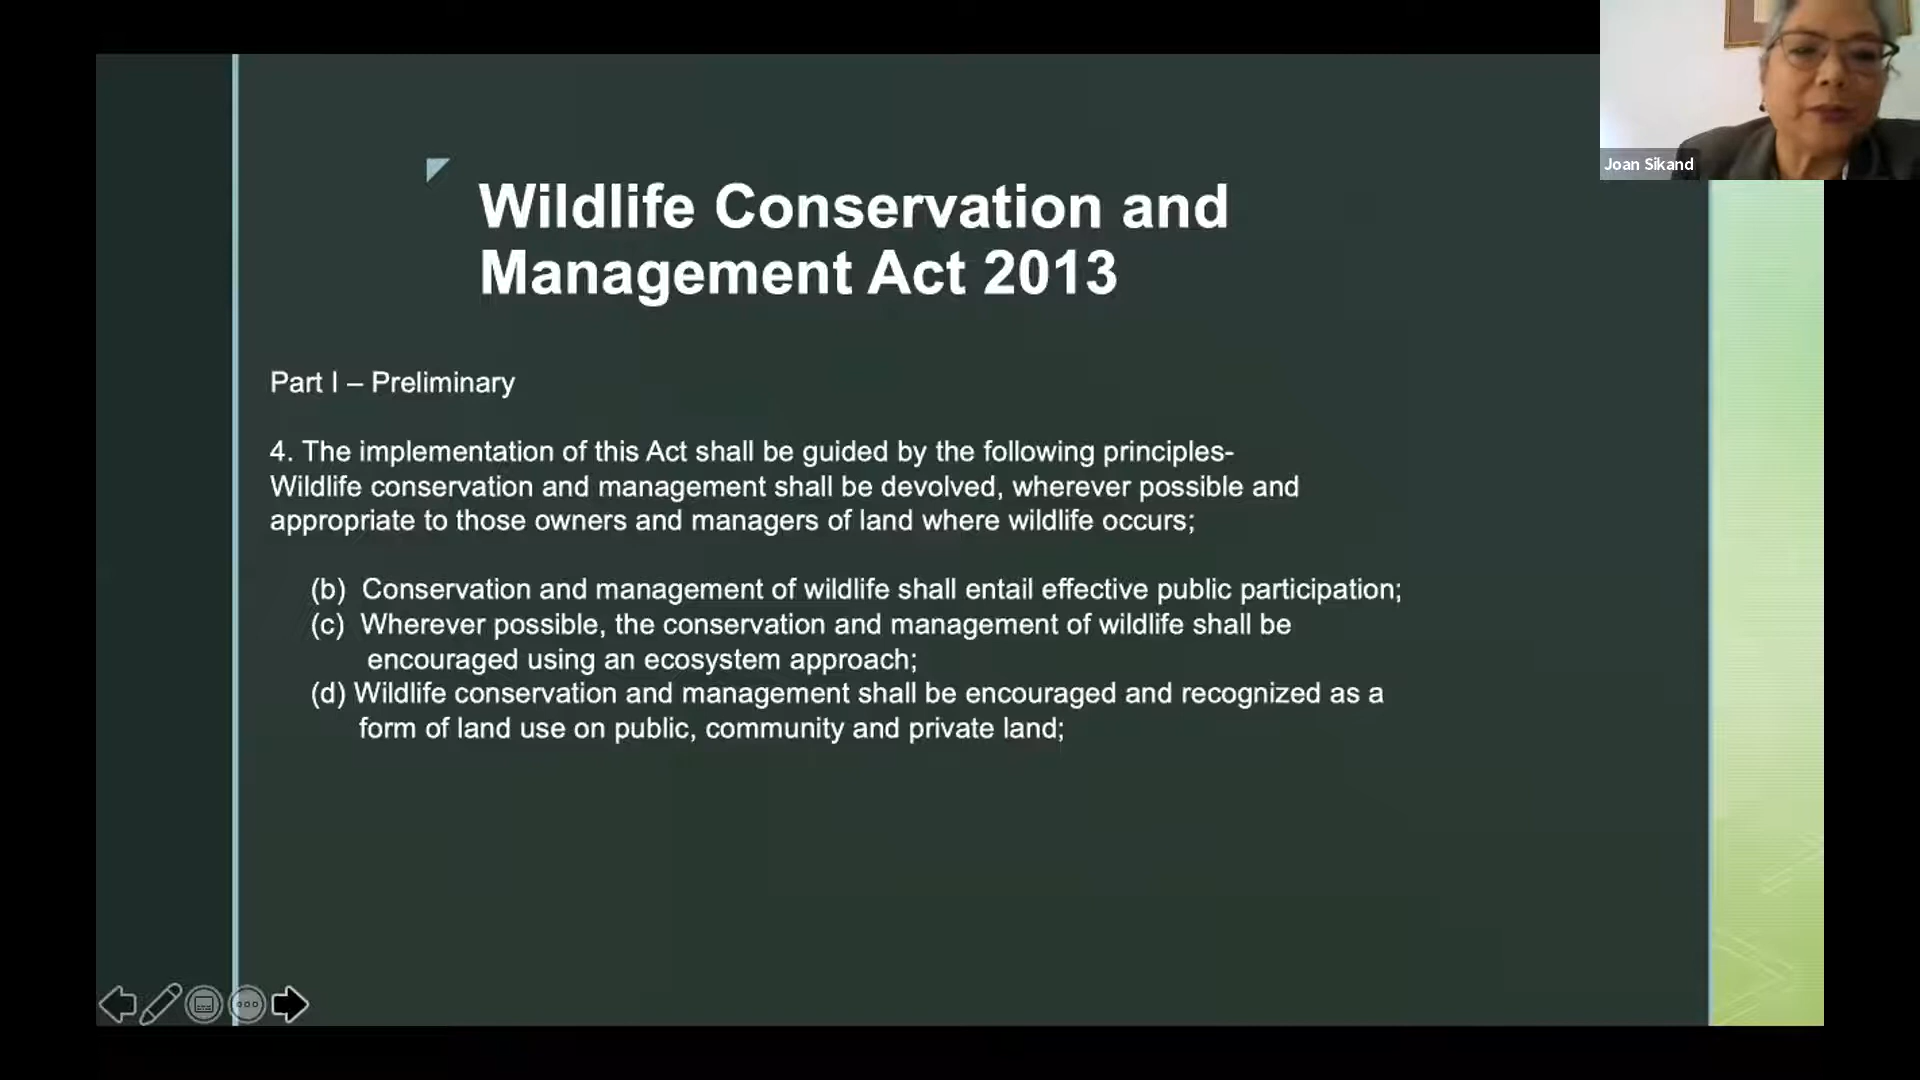 Joan Sikand
Wildlife Conservation and
Management Act 2013
Part I – Preliminary
4. The implementation of this Act shall be guided by the following principles-
Wildlife conservation and management shall be devolved, wherever possible and
appropriate to those owners and managers of land where wildlife occurs;
(b) Conservation and management of wildlife shall entail effective public participation;
(c) Wherever possible, the conservation and management of wildlife shall be
encouraged using an ecosystem approach;
(d) Wildlife conservation and management shall be encouraged and recognized as a
form of land use on public, community and private land;